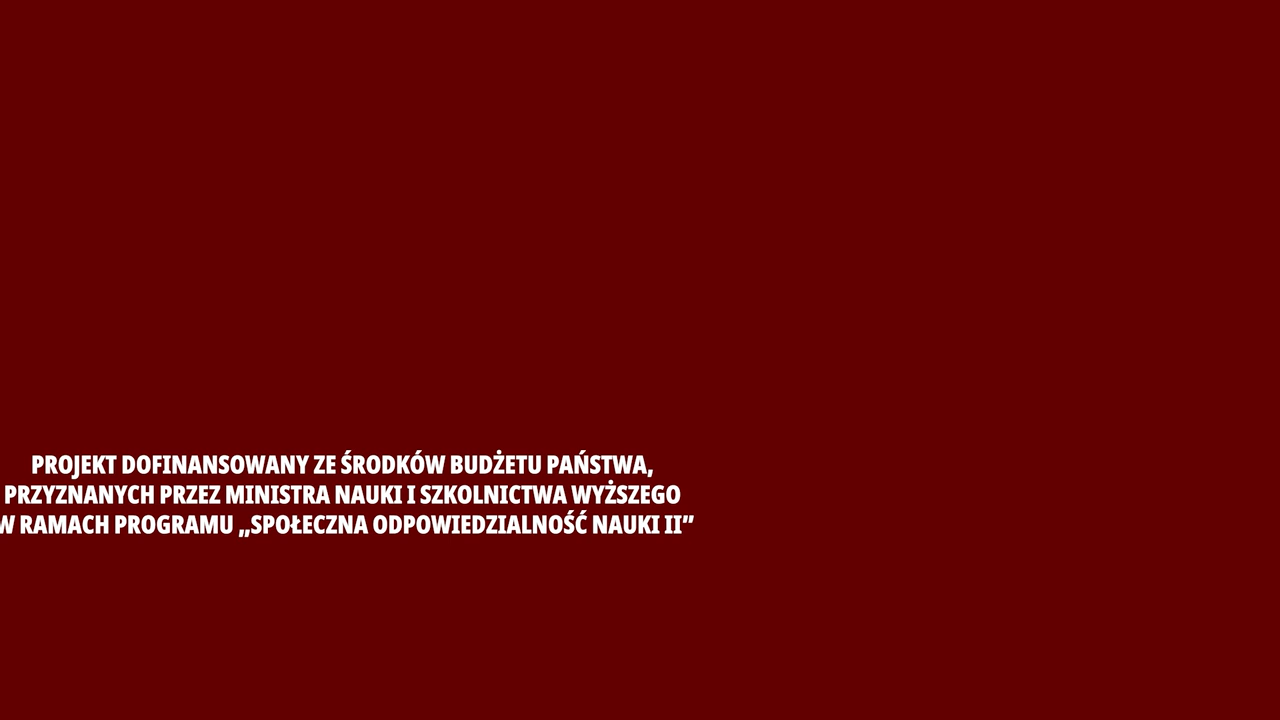 PROJEKT DOFINANSOWANY ZE ŚRODKÓW BUDŻETU PAŃSTWA,
PRZYZNANYCH PRZEZ MINISTRA NAUKI I SZKOLNICTWA WYŻSZEGO
W RAMACH PROGRAMU „SPOŁECZNA ODPOWIEDZIALNOŚĆ NAUKI II”